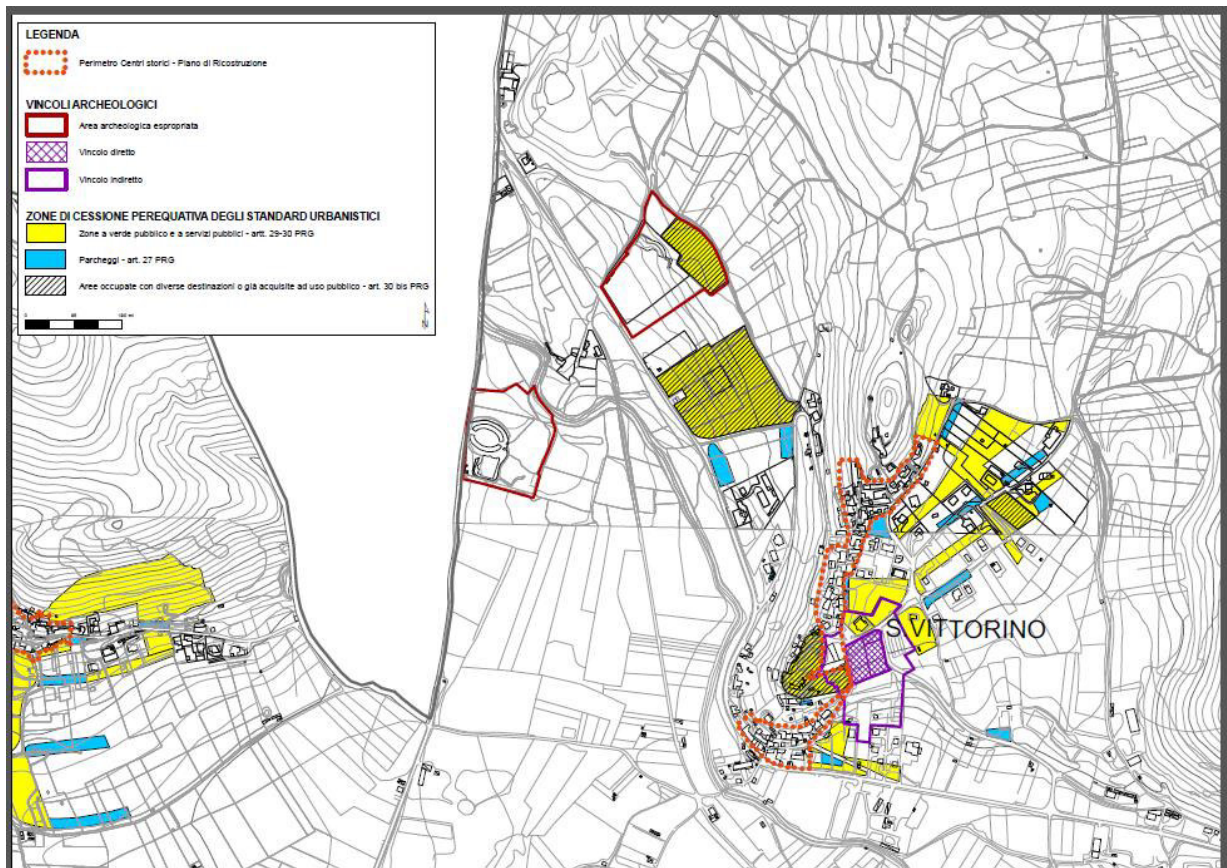 LEGENDA
Perimetro Centri storici - Piano di Ricostruzione
VINCOLI ARCHEOLOGICI
Area archeologica espropriata
Vincolo diretto
Vincolo indiretto
ZONE DI CESSIONE PEREQUATIVA DEGLI STANDARD URBANISTICI
Zone a verde pubblico e a servizi pubblici - artt. 29-30 PRG
Parcheggi - art. 27 PRG
Aree occupate con diverse destinazioni o già acquisite ad uso pubblico - art. 30 bis PRG
N
S.VITTORINO